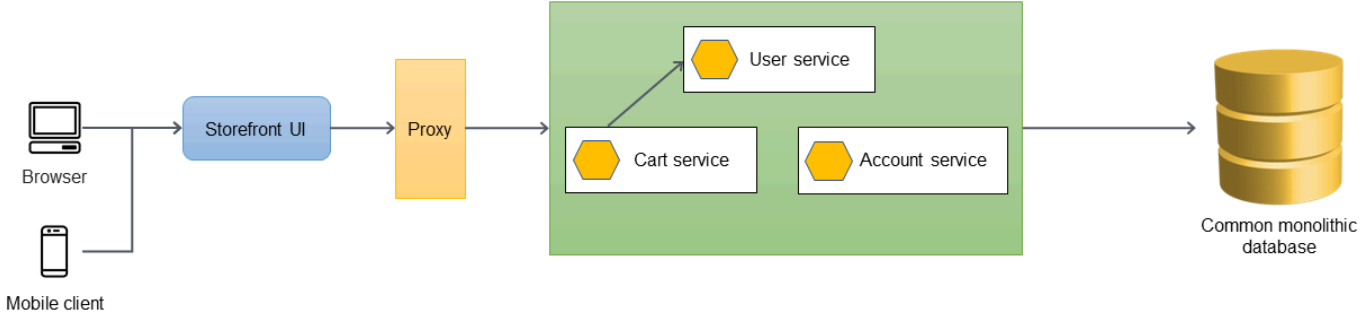 Browser
Mobile client
Storefront UI
Proxy
User service
Cart service
Account service
Common monolithic
database